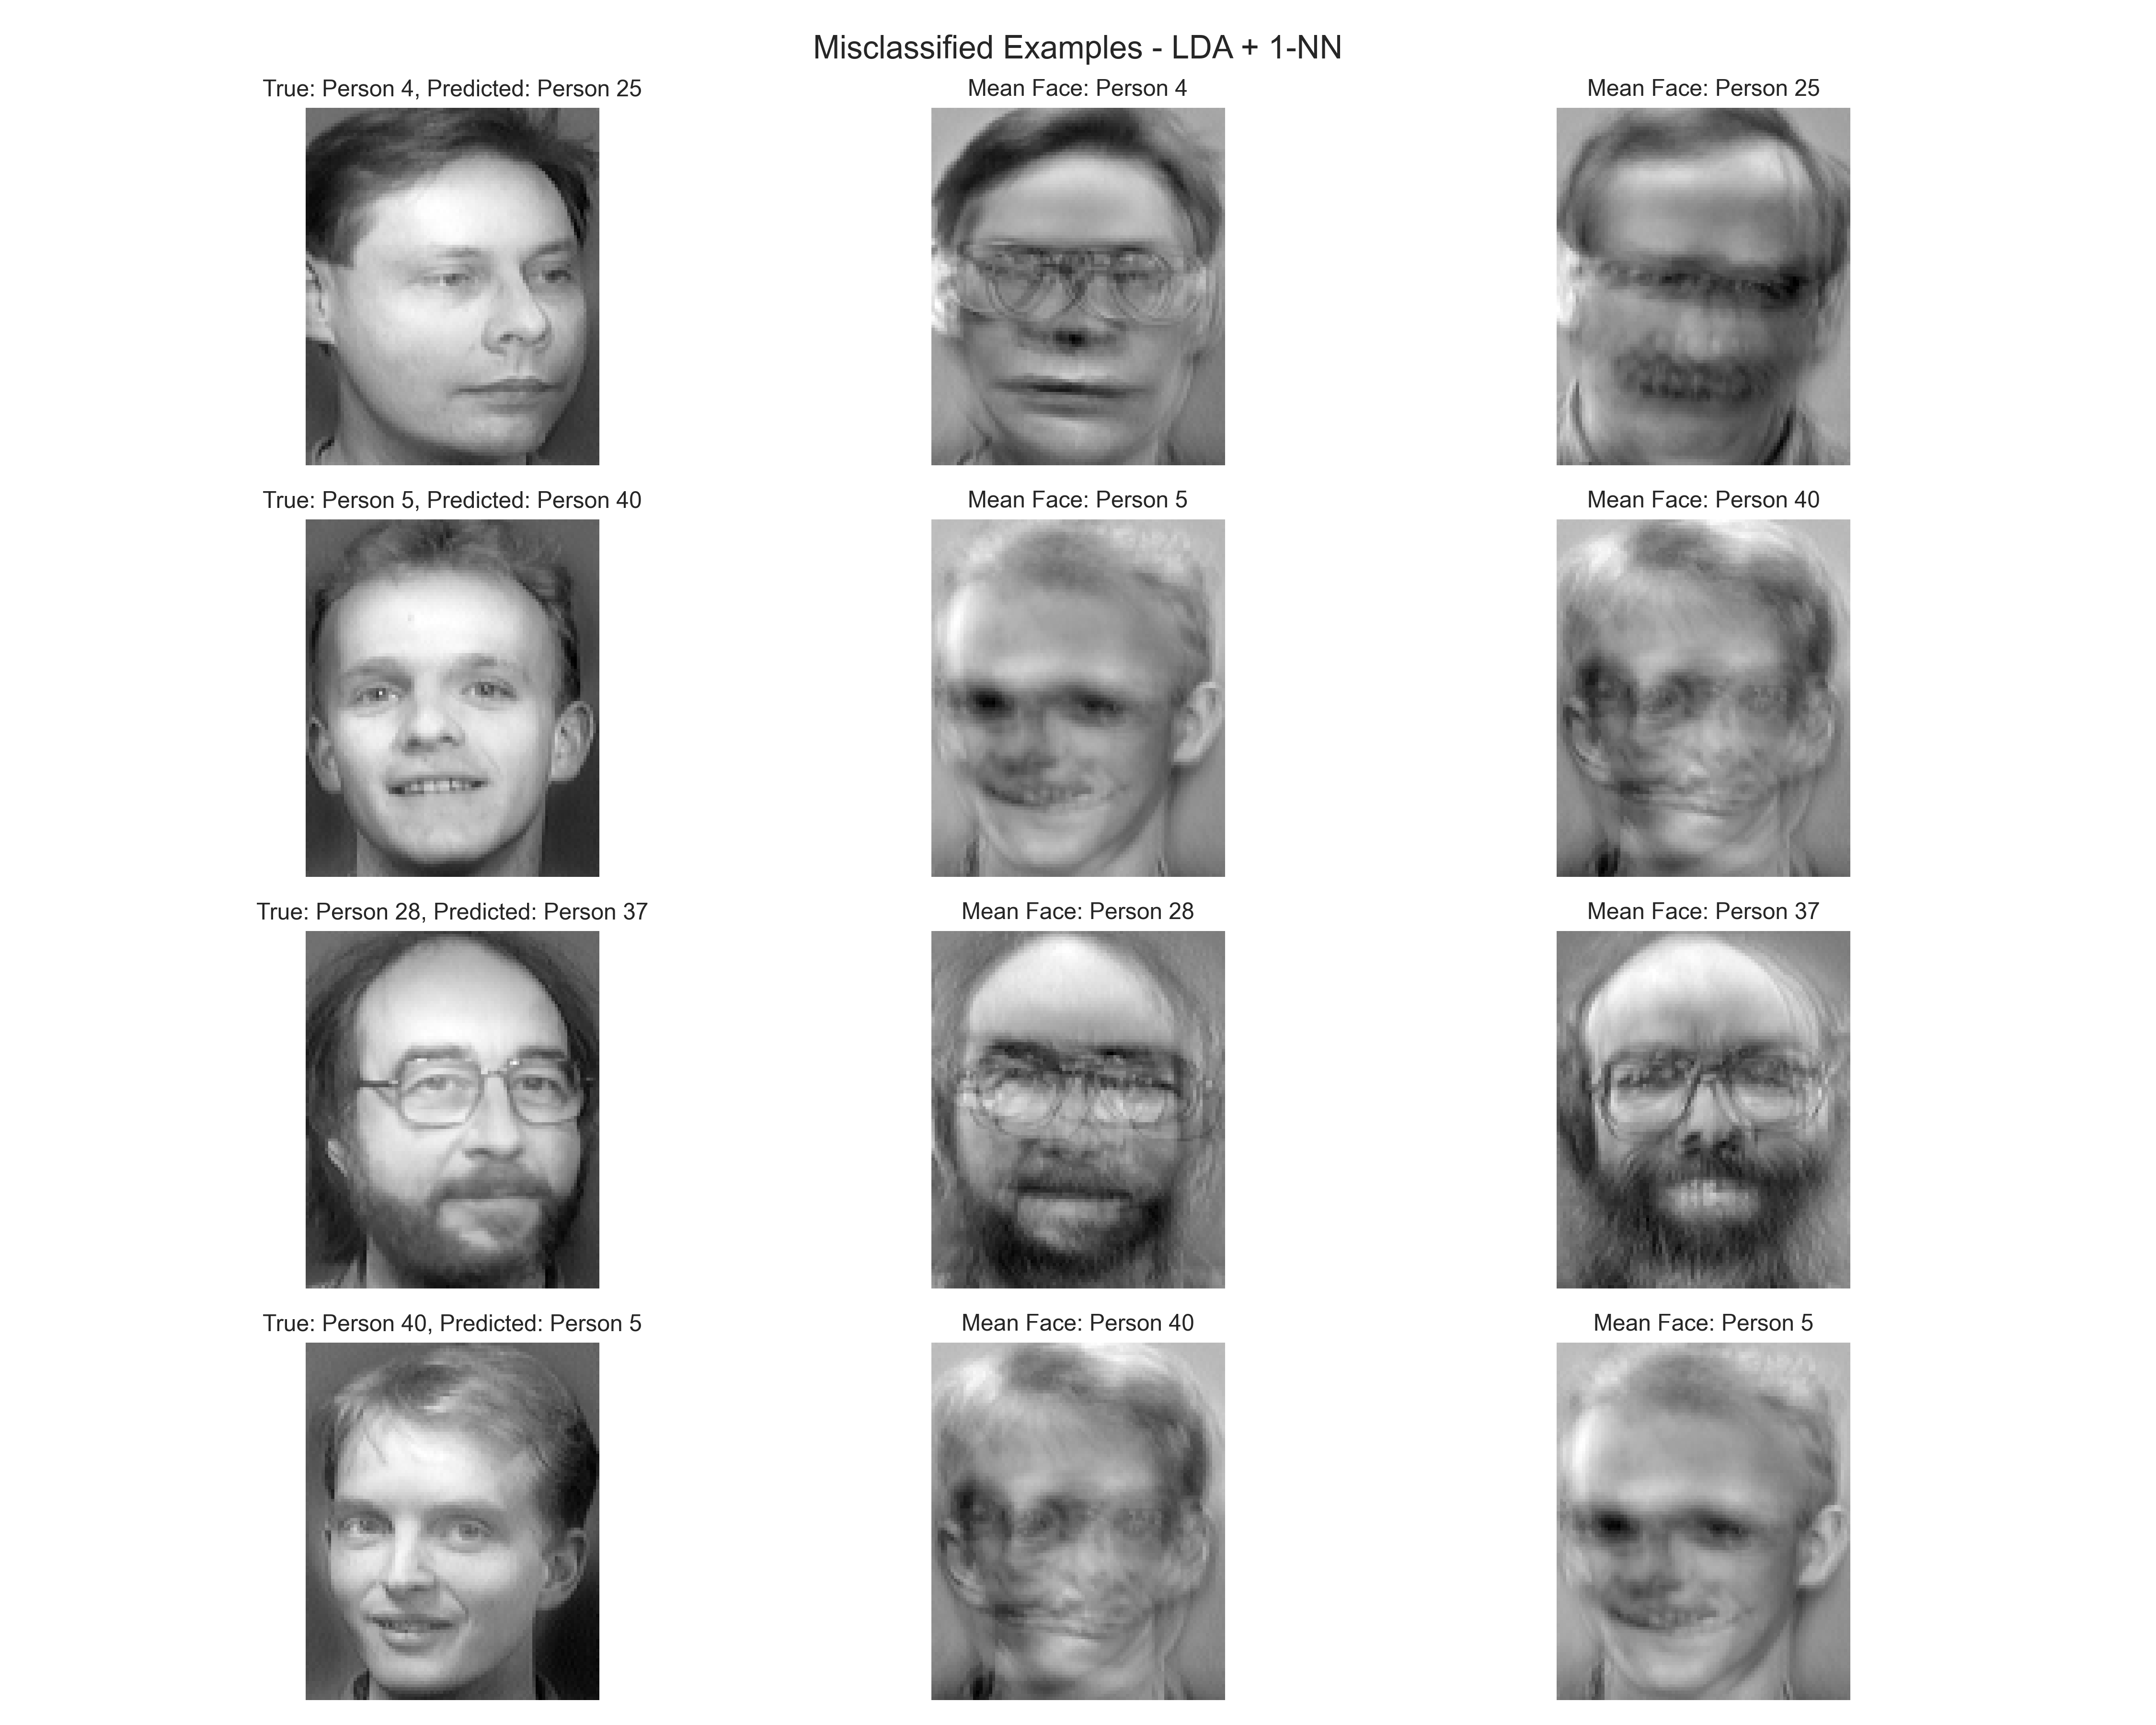 Misclassified Examples - LDA + 1-NN
True: Person 4, Predicted: Person 25
Mean Face: Person 4
Mean Face: Person 25
True: Person 5, Predicted: Person 40
Mean Face: Person 5
Mean Face: Person 40
True: Person 28, Predicted: Person 37
Mean Face: Person 28
Mean Face: Person 37
True: Person 40, Predicted: Person 5
Mean Face: Person 40
Mean Face: Person 5